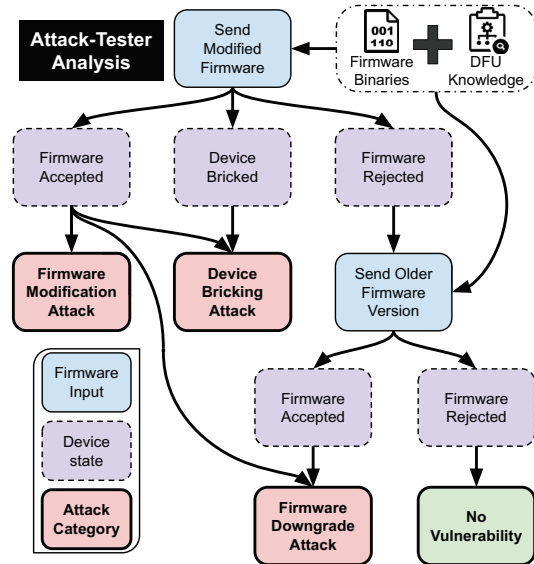 Attack-Tester
Analysis
Send
Modified
Firmware
001
110
Firmware
Binaries
DFU
Knowledge
Firmware
Accepted
Device
Bricked
Firmware
Rejected
Firmware
Modification
Attack
Device
Bricking
Attack
Send Older
Firmware
Version
Firmware
Input
Device
state
Attack
Category
Firmware
Accepted
Firmware
Rejected
Firmware
Downgrade
Attack
No
Vulnerability